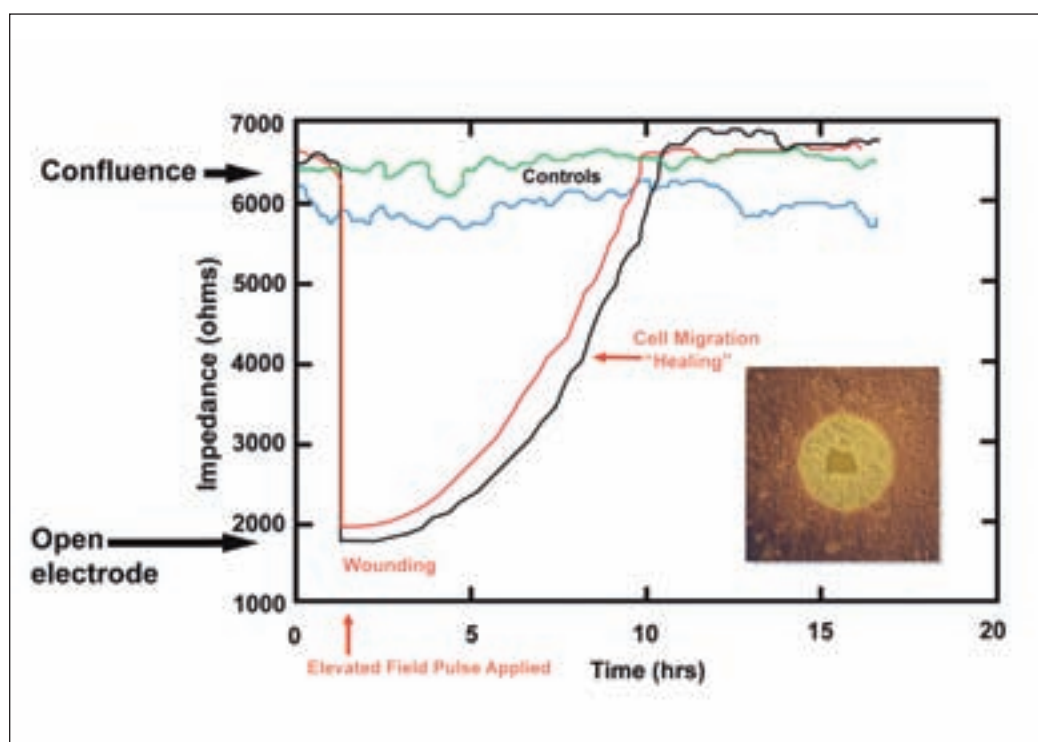 7000
Confluence
Controls
6000
5000
Impedance (ohms)
Cell Migration
"Healing"
4000
3000
2000
Open
electrode
Wounding
1000
0
5
10
15
20
Elevated Field Pulse Applied
Time (hrs)